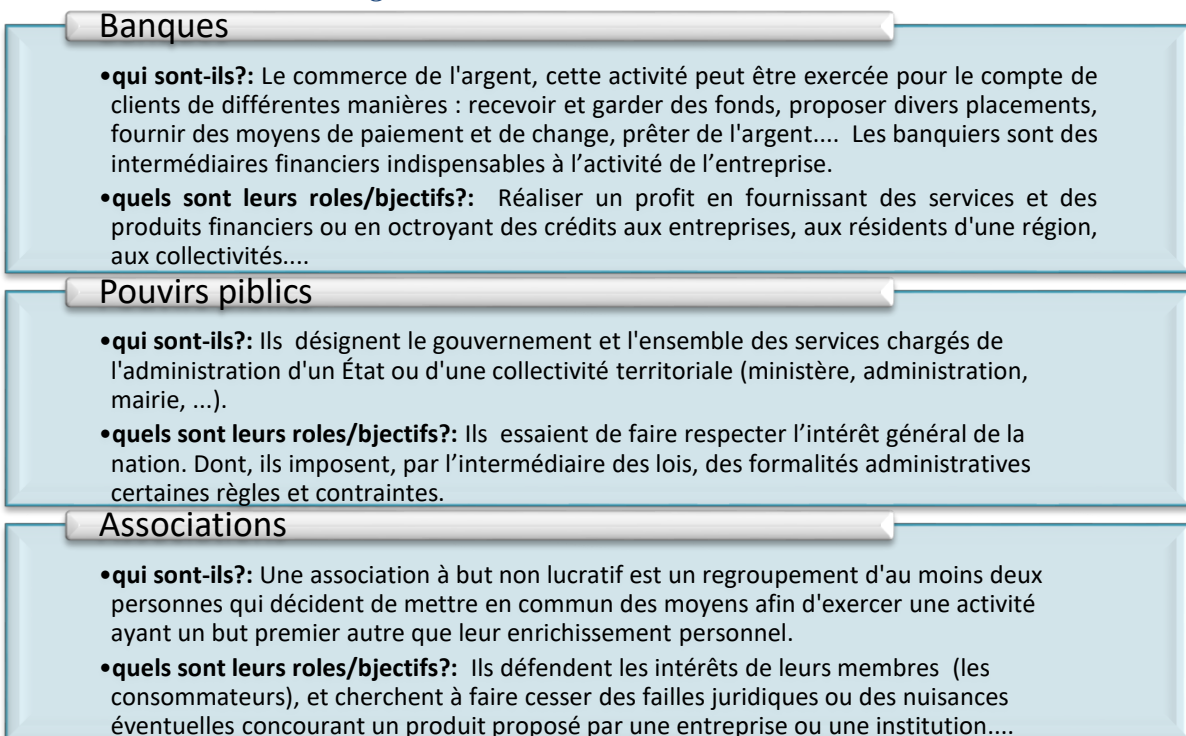 Banques
•qui sont-ils?: Le commerce de l'argent, cette activité peut être exercée pour le compte de
clients de différentes manières : recevoir et garder des fonds, proposer divers placements,
fournir des moyens de paiement et de change, prêter de l'argent.... Les banquiers sont des
intermédiaires financiers indispensables à l’activité de l’entreprise.
•quels sont leurs roles/bjectifs?: Réaliser un profit en fournissant des services et des
produits financiers ou en octroyant des crédits aux entreprises, aux résidents d'une région,
aux collectivités....
Pouvirs piblics
•qui sont-ils?: Ils désignent le gouvernement et l'ensemble des services chargés de
l'administration d'un État ou d'une collectivité territoriale (ministère, administration,
mairie, ...).
•quels sont leurs roles/bjectifs?: Ils essaient de faire respecter l’intérêt général de la
nation. Dont, ils imposent, par l’intermédiaire des lois, des formalités administratives
certaines règles et contraintes.
Associations
•qui sont-ils?: Une association à but non lucratif est un regroupement d'au moins deux
personnes qui décident de mettre en commun des moyens afin d'exercer une activité
ayant un but premier autre que leur enrichissement personnel.
•quels sont leurs roles/bjectifs?: Ils défendent les intérêts de leurs membres (les
consommateurs), et cherchent à faire cesser des failles juridiques ou des nuisances
éventuelles concourant un produit proposé par une entreprise ou une institution....